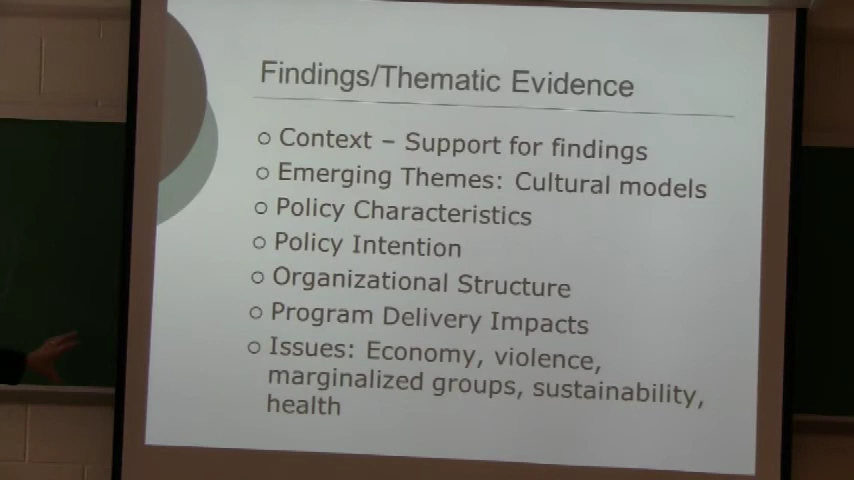 Findings/Thematic Evidence
Context – Support for findings
Emerging Themes: Cultural models
Policy Characteristics
Policy Intention
Organizational Structure
Program Delivery Impacts
Issues: Economy, violence,
marginalized groups, sustainability,
health